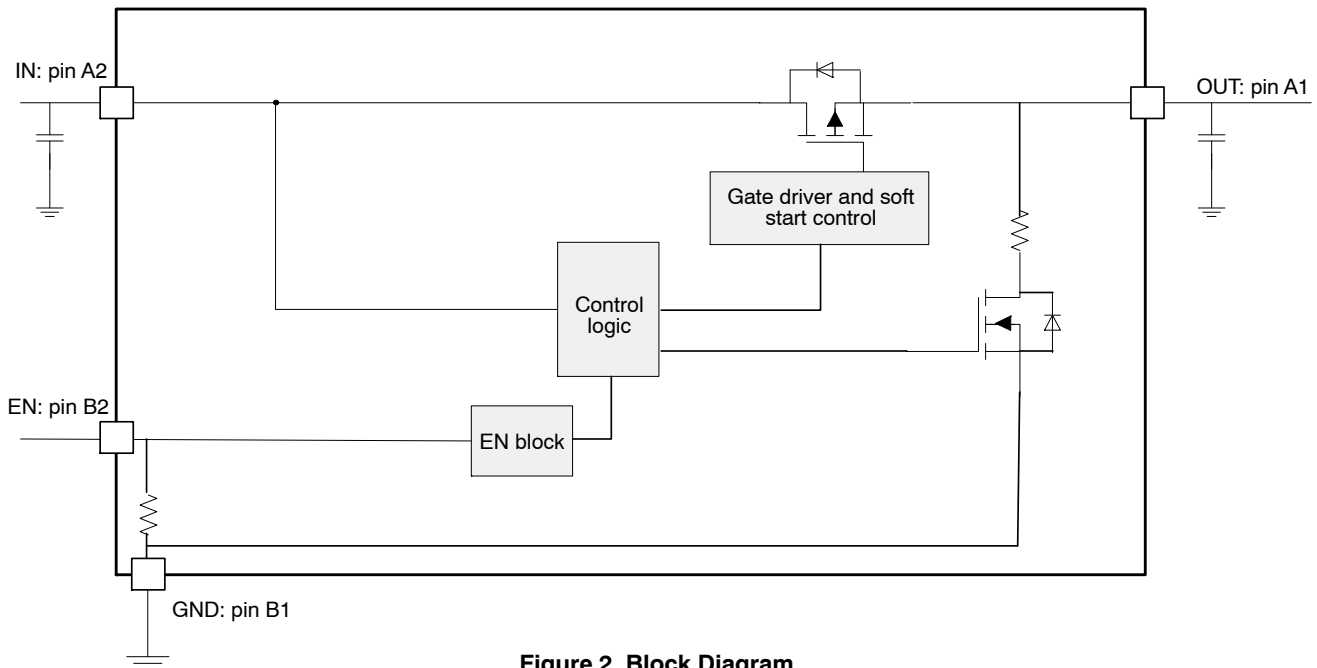 IN: pin A2
OUT: pin A1
Gate driver and soft
start control
Control
logic
EN: pin B2
EN block
GND: pin B1
Figure 2. Block Diagram